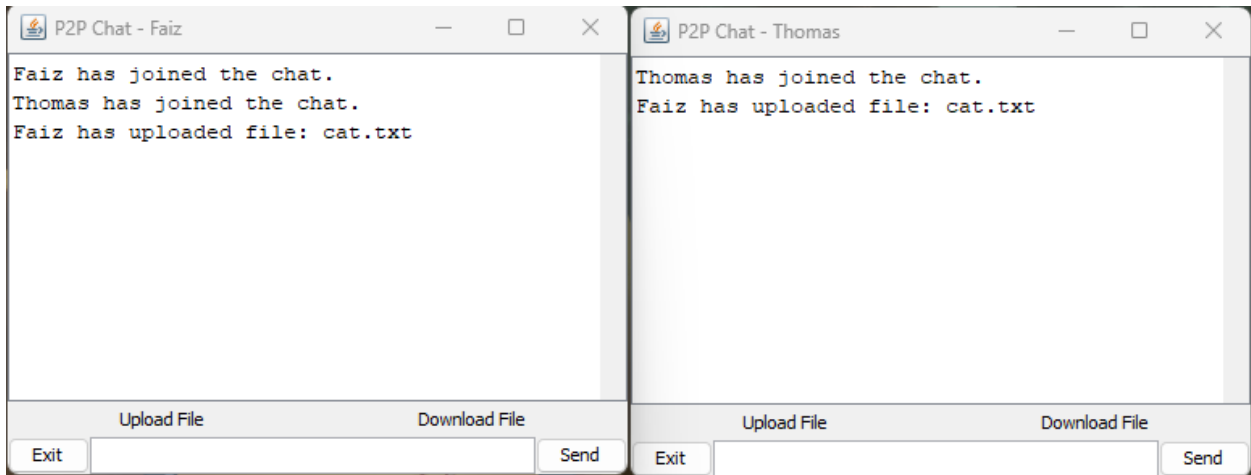 P2P Chat - Faiz
Faiz has joined the chat.
Thomas has joined the chat.
Faiz has uploaded file: cat.txt
Upload File Download File
Exit Send
P2P Chat - Thomas
Thomas has joined the chat.
Faiz has uploaded file: cat.txt
Upload File Download File
Exit Send